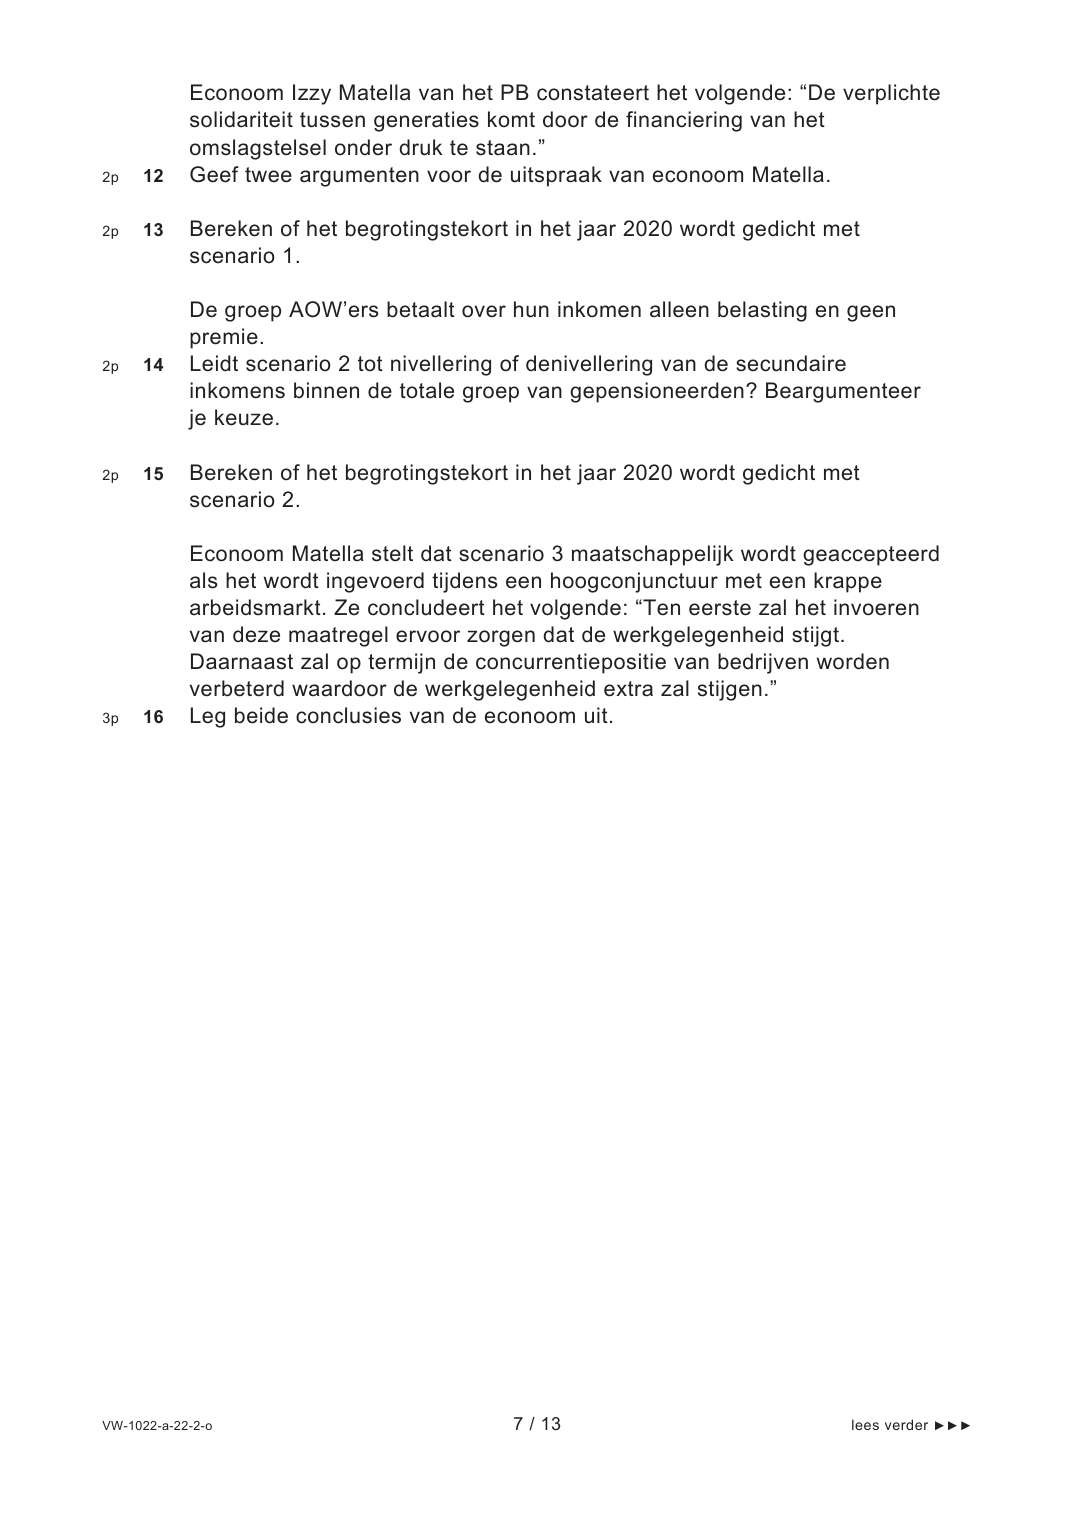 Econoom Izzy Matella van het PB constateert het volgende: “De verplichte
solidariteit tussen generaties komt door de financiering van het
omslagstelsel onder druk te staan.”
2p 12 Geef twee argumenten voor de uitspraak van econoom Matella.
2p 13 Bereken of het begrotingstekort in het jaar 2020 wordt gedicht met
scenario 1.
De groep AOW’ers betaalt over hun inkomen alleen belasting en geen
premie.
2p 14 Leidt scenario 2 tot nivellering of denivellering van de secundaire
inkomens binnen de totale groep van gepensioneerden? Beargumenteer
je keuze.
2p 15 Bereken of het begrotingstekort in het jaar 2020 wordt gedicht met
scenario 2.
Econoom Matella stelt dat scenario 3 maatschappelijk wordt geaccepteerd
als het wordt ingevoerd tijdens een hoogconjunctuur met een krappe
arbeidsmarkt. Ze concludeert het volgende: “Ten eerste zal het invoeren
van deze maatregel ervoor zorgen dat de werkgelegenheid stijgt.
Daarnaast zal op termijn de concurrentiepositie van bedrijven worden
verbeterd waardoor de werkgelegenheid extra zal stijgen.”
3p 16 Leg beide conclusies van de econoom uit.
VW-1022-a-22-2-o 7 / 13 lees verder ►►►